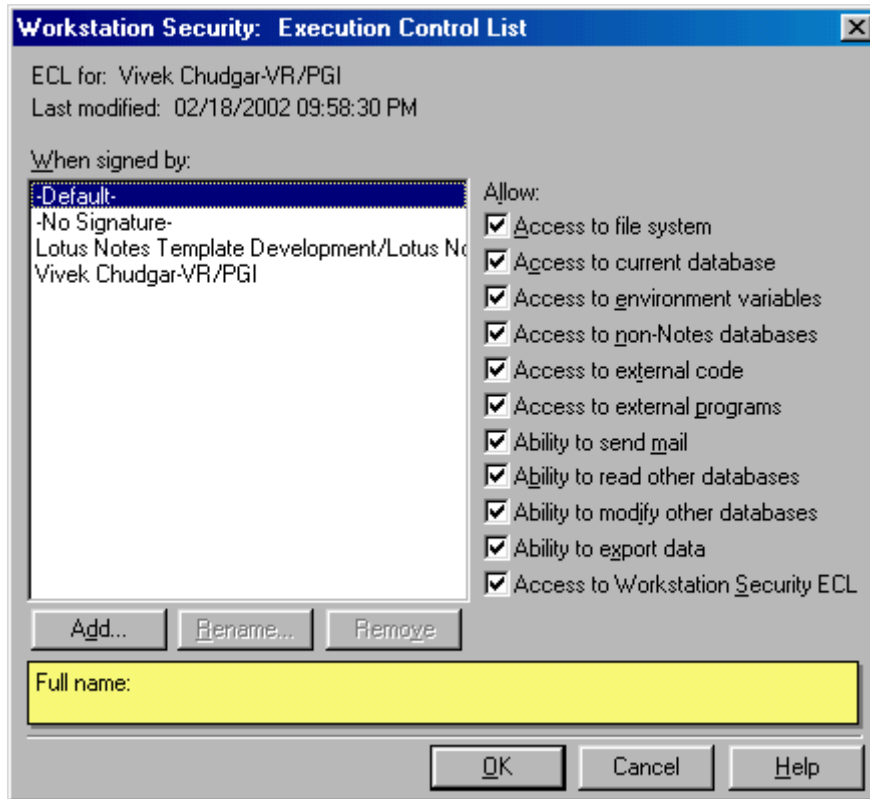 Workstation Security: Execution Control List
ECL for: Vivek Chudgar-VR/PGI
Last modified: 02/18/2002 09:58:30 PM
When signed by:
-Default-
-No Signature-
Lotus Notes Template Development/Lotus No
Vivek Chudgar-VR/PGI
Allow:
Access to file system
Access to current database
Access to environment variables
Access to non-Notes databases
Access to external code
Access to external programs
Ability to send mail
Ability to read other databases
Ability to modify other databases
Ability to export data
Access to Workstation Security ECL
Add... Rename... Remove
Full name:
OK Cancel Help